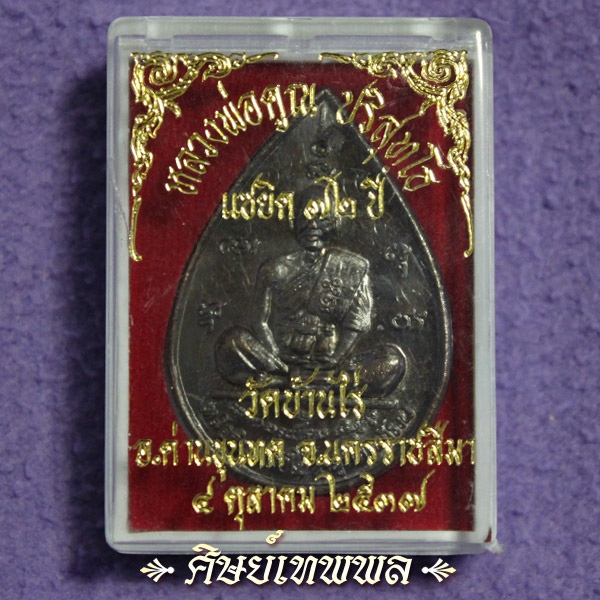 หลวงพ่อคูณ ปริสุทโธ
แซยิด ๗๒ ปี
วัดบ้านไร่
อ.ด่านขุนทด จ.นครราชสีมา
๔ ตุลาคม ๒๕๓๗
ศิษย์เทพพล